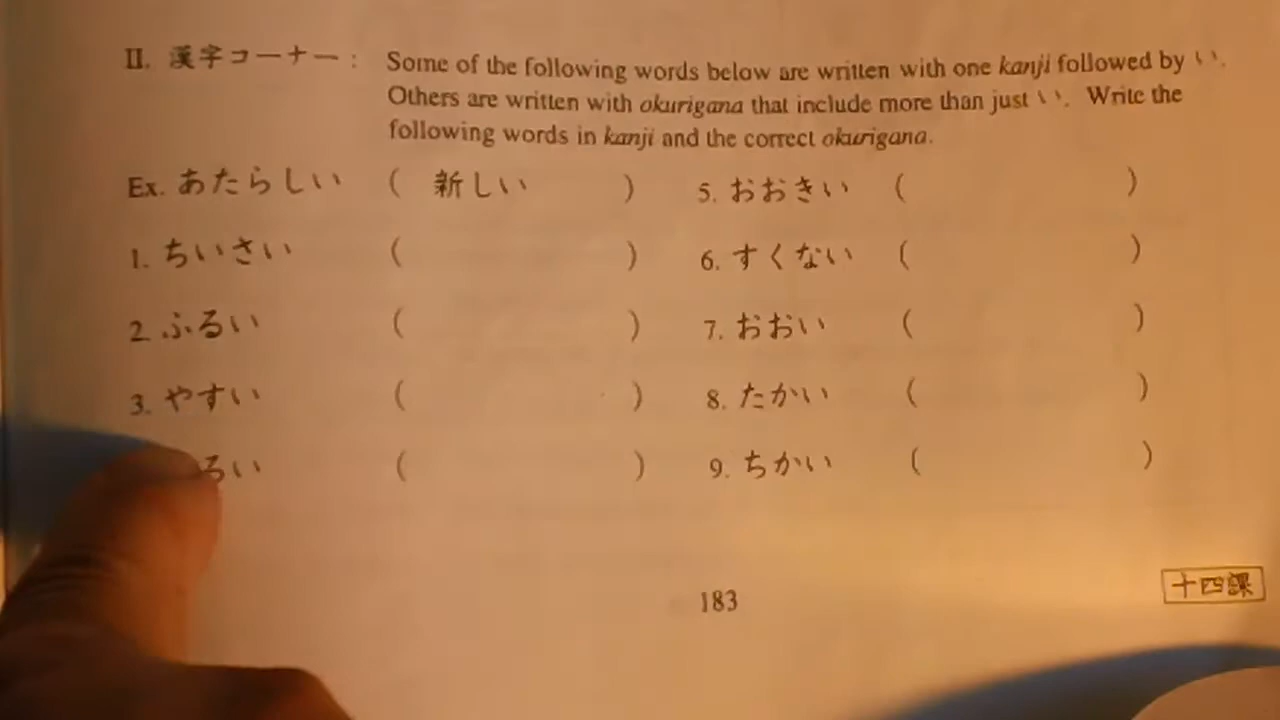 II. 漢字コーナー: Some of the following words below are written with one kanji followed by い.
Others are written with okurigana that include more than just い. Write the
following words in kanji and the correct okurigana.
Ex. あたらしい ( 新しい ) 5. おおきい ( )
1. ちいさい ( ) 6. すくない ( )
2. ふるい ( ) 7. おおい ( )
3. やすい ( ) 8. たかい ( )
るい ( ) 9. ちかい ( )
183
十四課